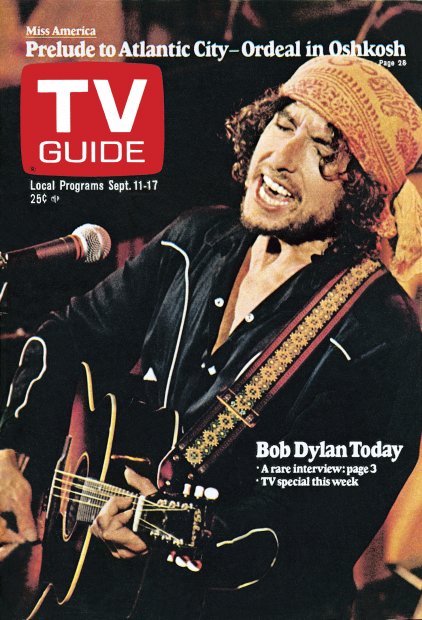 Miss America
Prelude to Atlantic City–Ordeal in Oshkosh
Page 28
TV
GUIDE
®
Local Programs Sept. 11-17
25¢
Bob Dylan Today
• A rare interview: page 3
• TV special this week